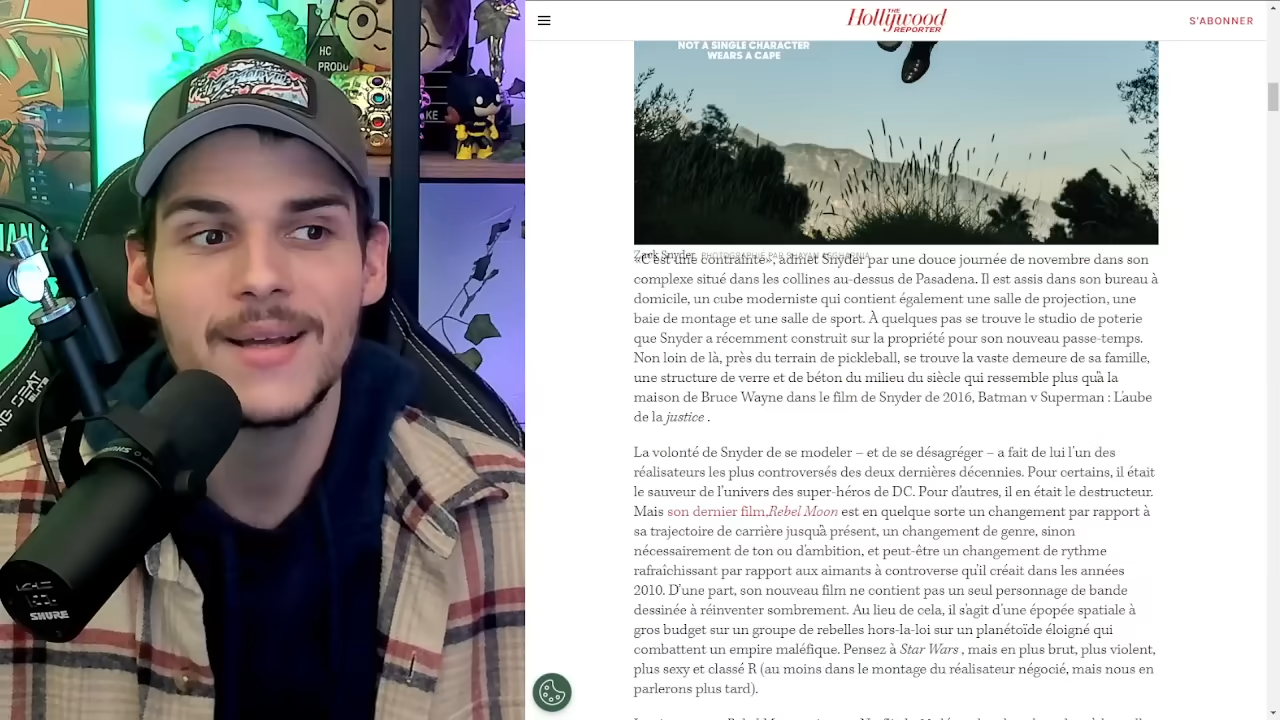 THE
Hollywood
REPORTER
S'ABONNER
NOT A SINGLE CHARACTER
WEARS A CAPE
Zack Snyder PHOTOGRAPHIÉ PAR
«C'est une contrainte», admet Snyder par une douce journée de novembre dans son
complexe situé dans les collines au-dessus de Pasadena. Il est assis dans son bureau à
domicile, un cube moderniste qui contient également une salle de projection, une
baie de montage et une salle de sport. À quelques pas se trouve le studio de poterie
que Snyder a récemment construit sur la propriété pour son nouveau passe-temps.
Non loin de là, près du terrain de pickleball, se trouve la vaste demeure de sa famille,
une structure de verre et de béton du milieu du siècle qui ressemble plus qu'à la
maison de Bruce Wayne dans le film de Snyder de 2016, Batman v Superman : L'aube
de la justice .
La volonté de Snyder de se modeler – et de se désagréger – a fait de lui l'un des
réalisateurs les plus controversés des deux dernières décennies. Pour certains, il était
le sauveur de l'univers des super-héros de DC. Pour d'autres, il en était le destructeur.
Mais son dernier film,Rebel Moon est en quelque sorte un changement par rapport à
sa trajectoire de carrière jusqu'à présent, un changement de genre, sinon
nécessairement de ton ou d'ambition, et peut-être un changement de rythme
rafraîchissant par rapport aux aimants à controverse qu'il créait dans les années
2010. D'une part, son nouveau film ne contient pas un seul personnage de bande
dessinée à réinventer sombrement. Au lieu de cela, il s'agit d'une épopée spatiale à
gros budget sur un groupe de rebelles hors-la-loi sur un planétoïde éloigné qui
combattent un empire maléfique. Pensez à Star Wars , mais en plus brut, plus violent,
plus sexy et classé R (au moins dans le montage du réalisateur négocié, mais nous en
parlerons plus tard).
HC
PRODU
KE
MAN 2
NG SEAT
SHURE
SHURE